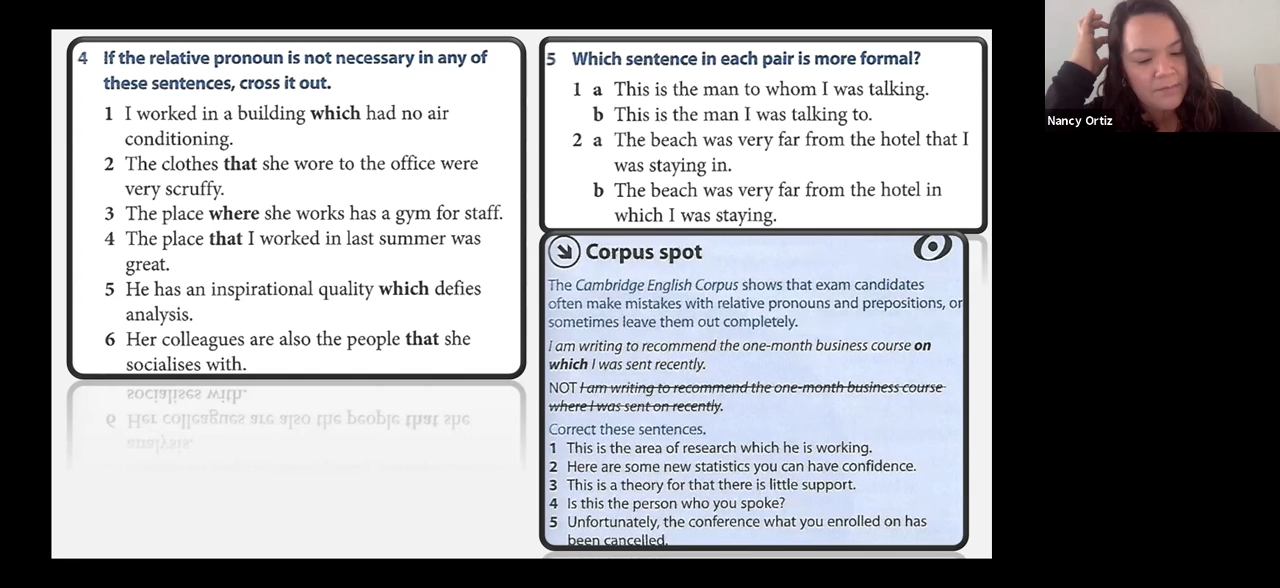 4 If the relative pronoun is not necessary in any of
these sentences, cross it out.
1 I worked in a building which had no air
conditioning.
2 The clothes that she wore to the office were
very scruffy.
3 The place where she works has a gym for staff.
4 The place that I worked in last summer was
great.
5 He has an inspirational quality which defies
analysis.
6 Her colleagues are also the people that she
socialises with.
5 Which sentence in each pair is more formal?
1 a This is the man to whom I was talking.
b This is the man I was talking to.
2 a The beach was very far from the hotel that I
was staying in.
b The beach was very far from the hotel in
which I was staying.
Corpus spot
The Cambridge English Corpus shows that exam candidates
often make mistakes with relative pronouns and prepositions, or
sometimes leave them out completely.
I am writing to recommend the one-month business course on
which I was sent recently.
NOT I am writing to recommend the one-month business course
where I was sent on recently.
Correct these sentences.
1 This is the area of research which he is working.
2 Here are some new statistics you can have confidence.
3 This is a theory for that there is little support.
4 Is this the person who you spoke?
5 Unfortunately, the conference what you enrolled on has
been cancelled.
Nancy Ortiz